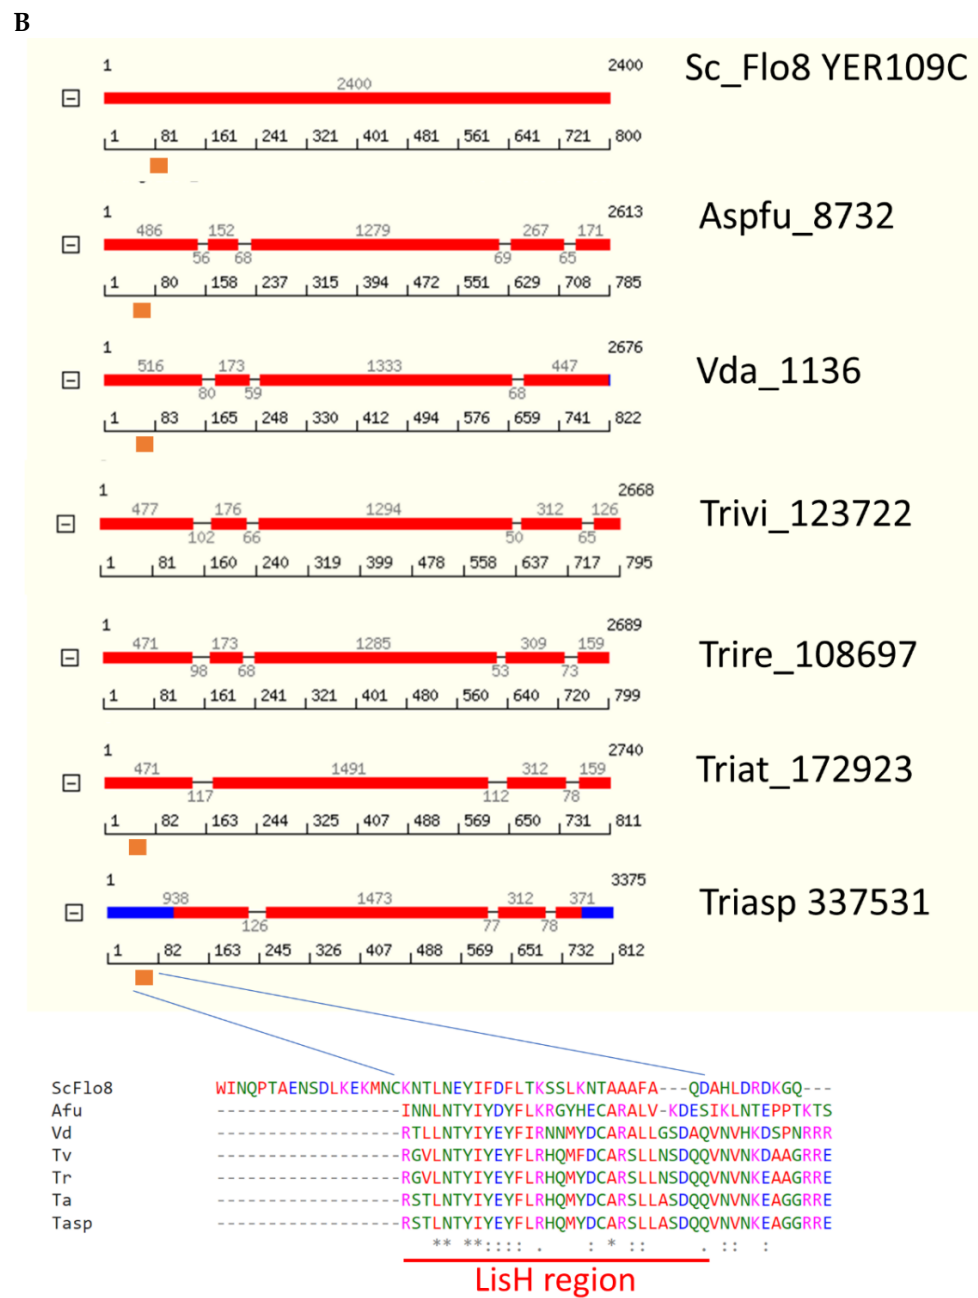 B
1 2400 Sc_Flo8 YER109C
2400
1 81 161 241 321 401 481 561 641 721 800
1 2613 Aspfu_8732
486 152 1279 267 171
56 68 69 65
1 80 158 237 315 394 472 551 629 708 785
1 2676 Vda_1136
516 173 1333 447
80 59 68
1 83 165 248 330 412 494 576 659 741 822
1 2668 Trivi_123722
477 176 1294 312 126
102 66 50 65
1 81 160 240 319 399 478 558 637 717 795
1 2689 Trire_108697
471 173 1285 309 159
98 68 53 73
1 81 161 241 321 401 480 560 640 720 799
1 2740 Triat_172923
471 1491 312 159
117 112 78
1 82 163 244 325 407 488 569 650 731 811
1 3375 Triasp 337531
938 1473 312 371
126 77 78
1 82 163 245 326 407 488 569 651 732 812
ScFlo8 WINQPTAENSDLKEKMNCKNTLNEYIFDFLTKSSLKNTAAAFA---QDAHLDRDKGQ---
Afu ------------------INNLNTYIYDYFLKRGYHECARALV-KDESIKLNTEPPTKTS
Vd ------------------RTLLNTYIYEYFIRNNMYDCARALLGSDAQVNVHKDSPNRRR
Tv ------------------RGVLNTYIYEYFLRHQMFDCARSLLNSDQQVNVNKDAAGRRE
Tr ------------------RGVLNTYIYEYFLRHQMYDCARSLLNSDQQVNVNKEAAGRRE
Ta ------------------RSTLNTYIYEYFLRHQMYDCARSLLASDQQVNVNKEAGGRRE
Tasp ------------------RSTLNTYIYEYFLRHQMYDCARSLLASDQQVNVNKEAGGRRE
** **:::: . : * :: . :: :
LisH region